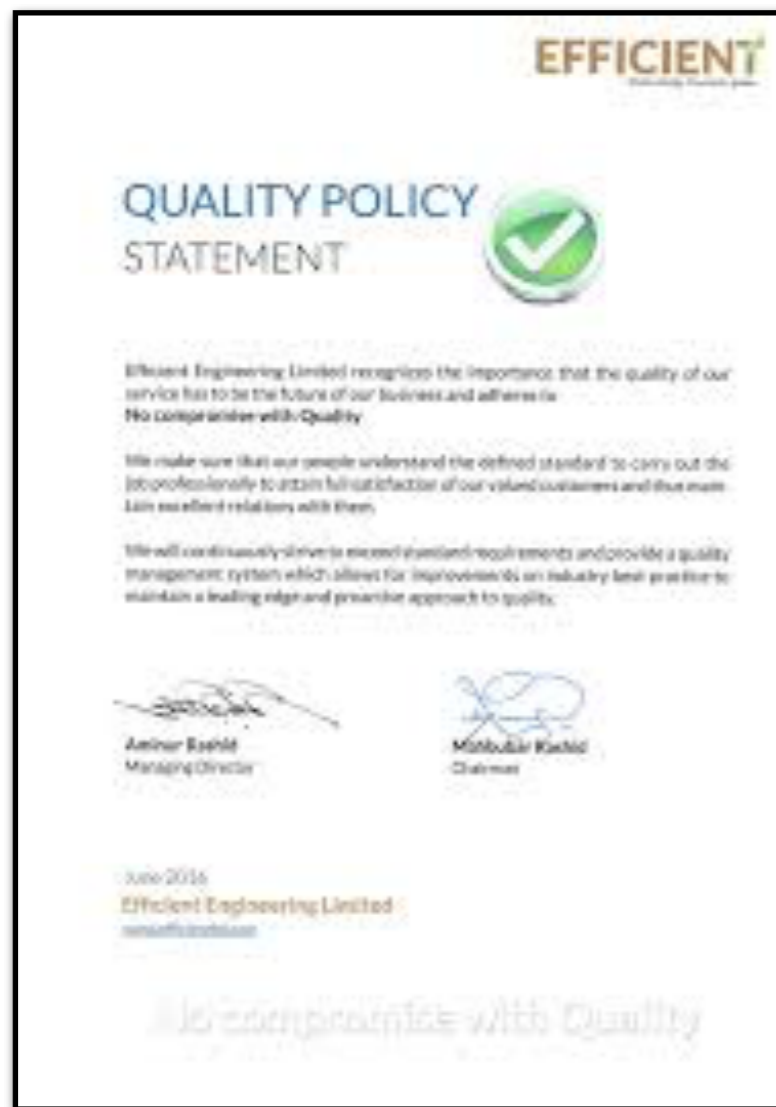 EFFICIENT
QUALITY POLICY
STATEMENT
Efficient Engineering Limited recognizes the importance that the quality of our
service has to be the future of our business and adheres to
No compromise with Quality
We make sure that our people understand the defined standard to carry out the
job professionally to attain full satisfaction of our valued customers and thus main-
tain excellent relations with them.
We will continuously strive to exceed standard requirements and provide a quality
management system which allows for improvements on industry best practice to
maintain a leading edge and proactive approach to quality.
Aminur Rashid
Managing Director
Rashid
Chairman
June 2016
Efficient Engineering Limited
No compromise with Quality